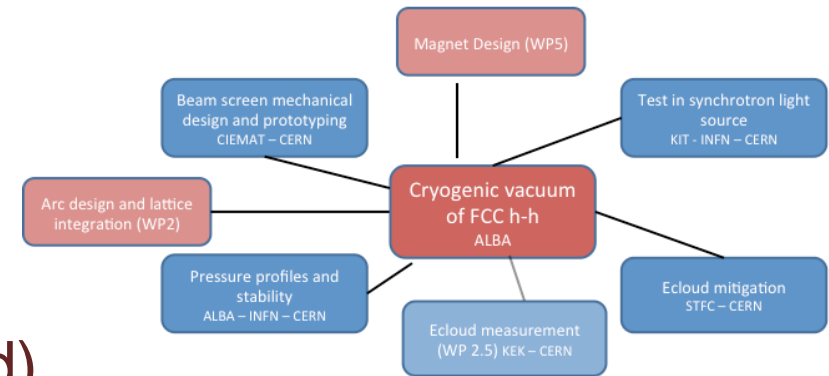 Magnet Design (WP5)
Beam screen mechanical
design and prototyping
CIEMAT – CERN
Test in synchrotron light
source
KIT - INFN – CERN
Cryogenic vacuum
of FCC h-h
ALBA
Arc design and lattice
integration (WP2)
Pressure profiles and
stability
ALBA – INFN – CERN
Ecloud mitigation
STFC – CERN
Ecloud measurement
(WP 2.5) KEK – CERN
d)